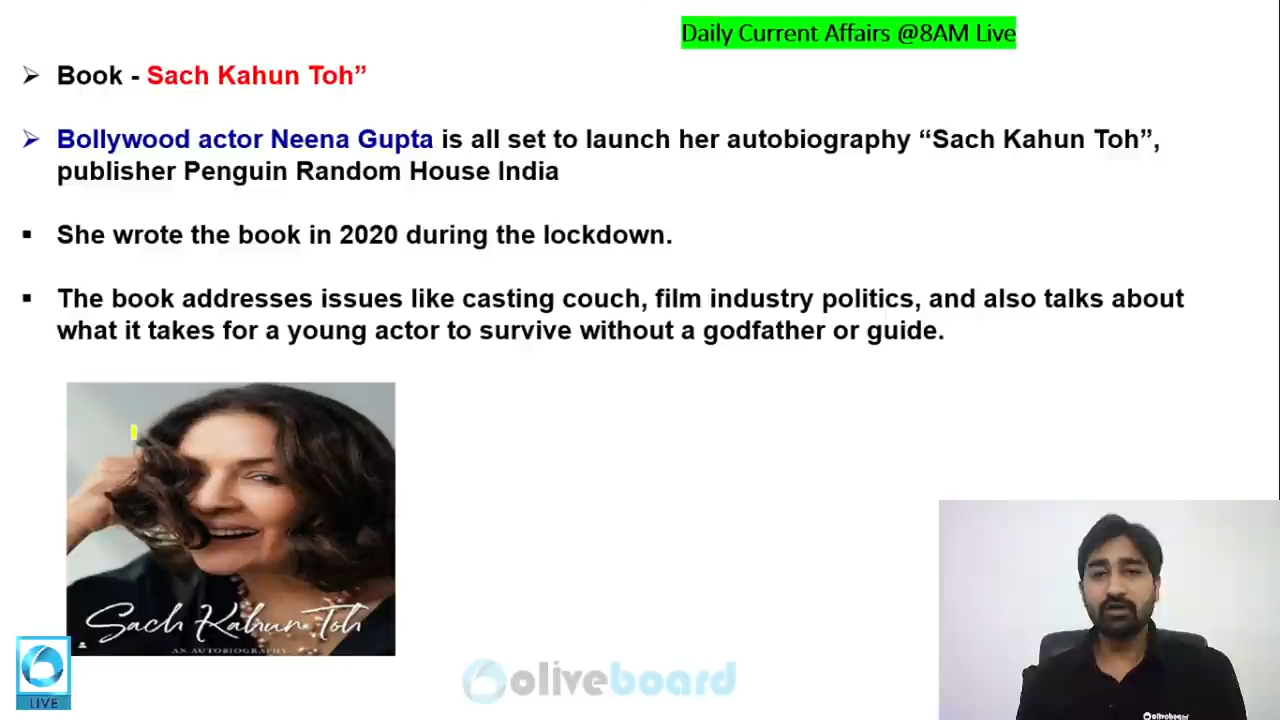 Daily Current Affairs @8AM Live
Book - Sach Kahun Toh”
Bollywood actor Neena Gupta is all set to launch her autobiography “Sach Kahun Toh”,
publisher Penguin Random House India
She wrote the book in 2020 during the lockdown.
The book addresses issues like casting couch, film industry politics, and also talks about
what it takes for a young actor to survive without a godfather or guide.
Sach Kahun Toh
AN AUTOBIOGRAPHY
LIVE
oliveboard
oliveboard